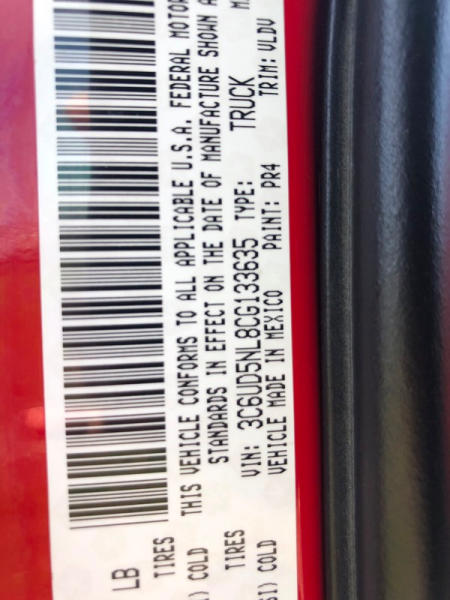 LB
TIRES
) COLD
THIS VEHICLE CONFORMS TO ALL APPLICABLE U.S.A. FEDERAL MOTOR
STANDARDS IN EFFECT ON THE DATE OF MANUFACTURE SHOWN A
TIRES
VIN: 3C6UD5NL8CG133635 TYPE: TRUCK
SI) COLD
VEHICLE MADE IN MEXICO PAINT: PR4 TRIM: VLDV